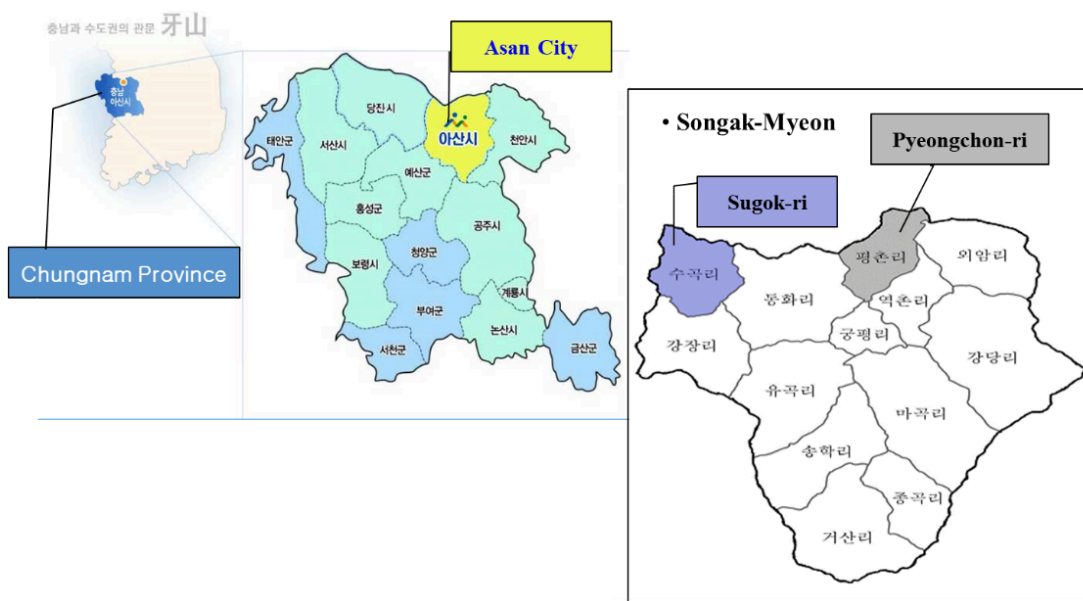 충남과 수도권의 관문 牙山
충남
아산시
Chungnam Province
Asan City
당진시
아산시
천안시
태안군
서산시
예산군
홍성군
공주시
청양군
보령시
계룡시
부여군
논산시
서천군
금산군
• Songak-Myeon
Pyeongchon-ri
Sugok-ri
수곡리
평촌리
외암리
동화리
역촌리
궁평리
강장리
강당리
유곡리
마곡리
송학리
종곡리
거산리